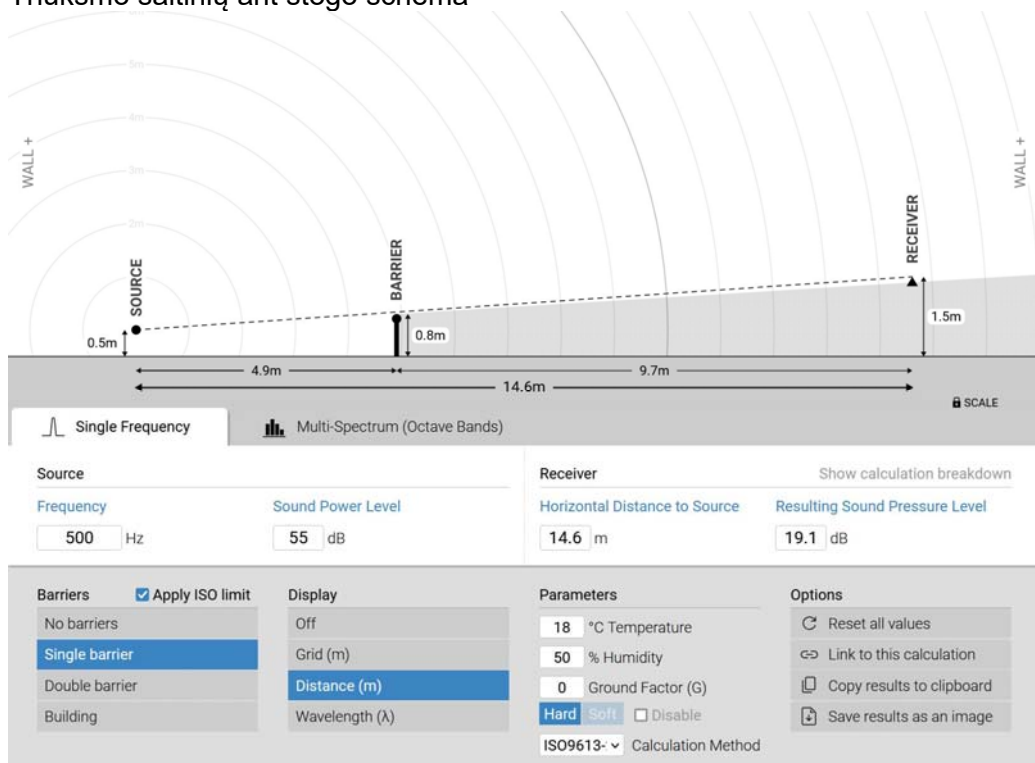 Triukšmo šaltinių ant stogo schema
5m
4m
3m
2m
WALL +
WALL +
SOURCE
BARRIER
RECEIVER
0.5m
0.8m
1.5m
4.9m
9.7m
14.6m
SCALE
Single Frequency
Multi-Spectrum (Octave Bands)
Source
Receiver
Show calculation breakdown
Frequency
Sound Power Level
Horizontal Distance to Source
Resulting Sound Pressure Level
500 Hz
55 dB
14.6 m
19.1 dB
Barriers
Apply ISO limit
Display
Parameters
Options
No barriers
Off
18 °C Temperature
Reset all values
Single barrier
Grid (m)
50 % Humidity
Link to this calculation
Double barrier
Distance (m)
0 Ground Factor (G)
Copy results to clipboard
Building
Wavelength (λ)
Hard Soft Disable
Save results as an image
ISO9613- Calculation Method